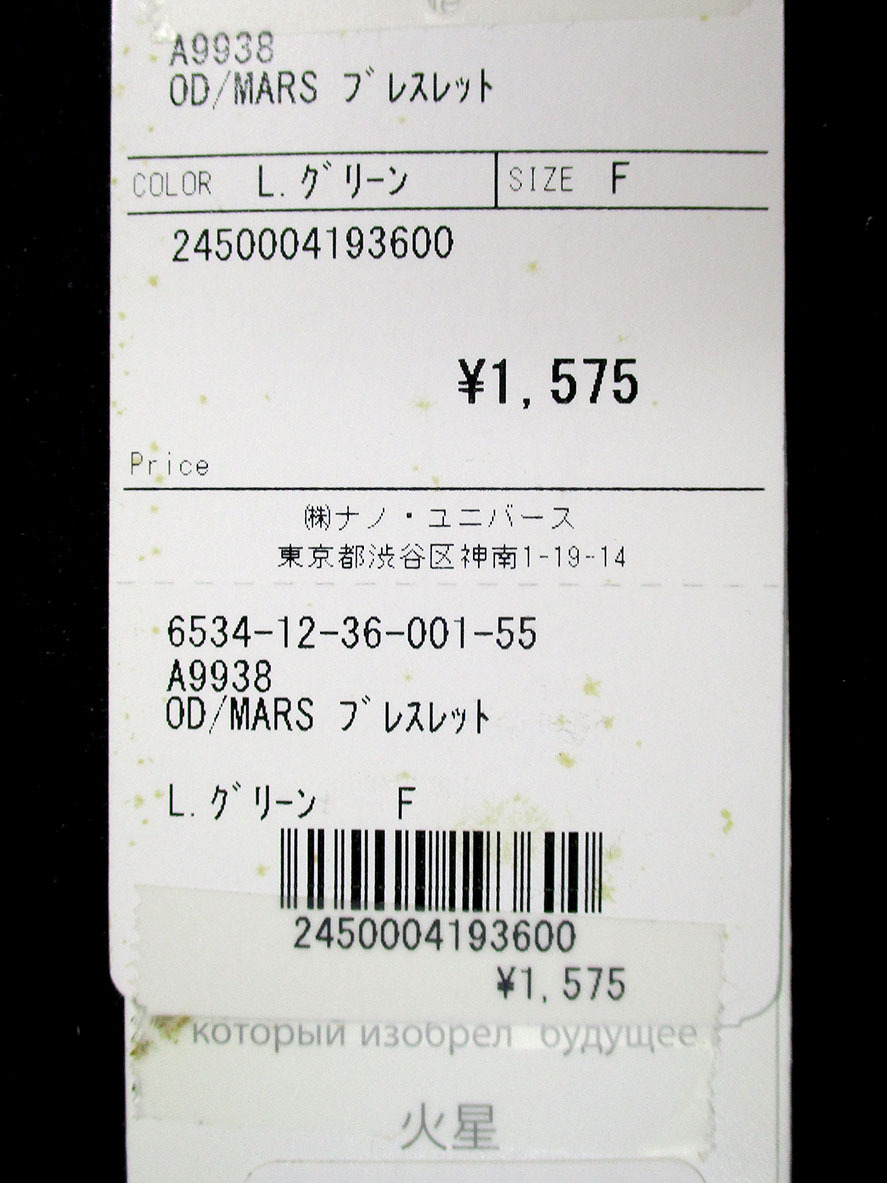 A9938
OD/MARS ﾌﾞﾚｽﾚｯﾄ
COLOR L.ｸﾞﾘｰﾝ SIZE F
2450004193600
¥1,575
Price
㈱ナノ・ユニバース
東京都渋谷区神南1-19-14
6534-12-36-001-55
A9938
OD/MARS ﾌﾞﾚｽﾚｯﾄ
L.ｸﾞﾘｰﾝ F
2450004193600
¥1,575
который изобрел будущее
火星